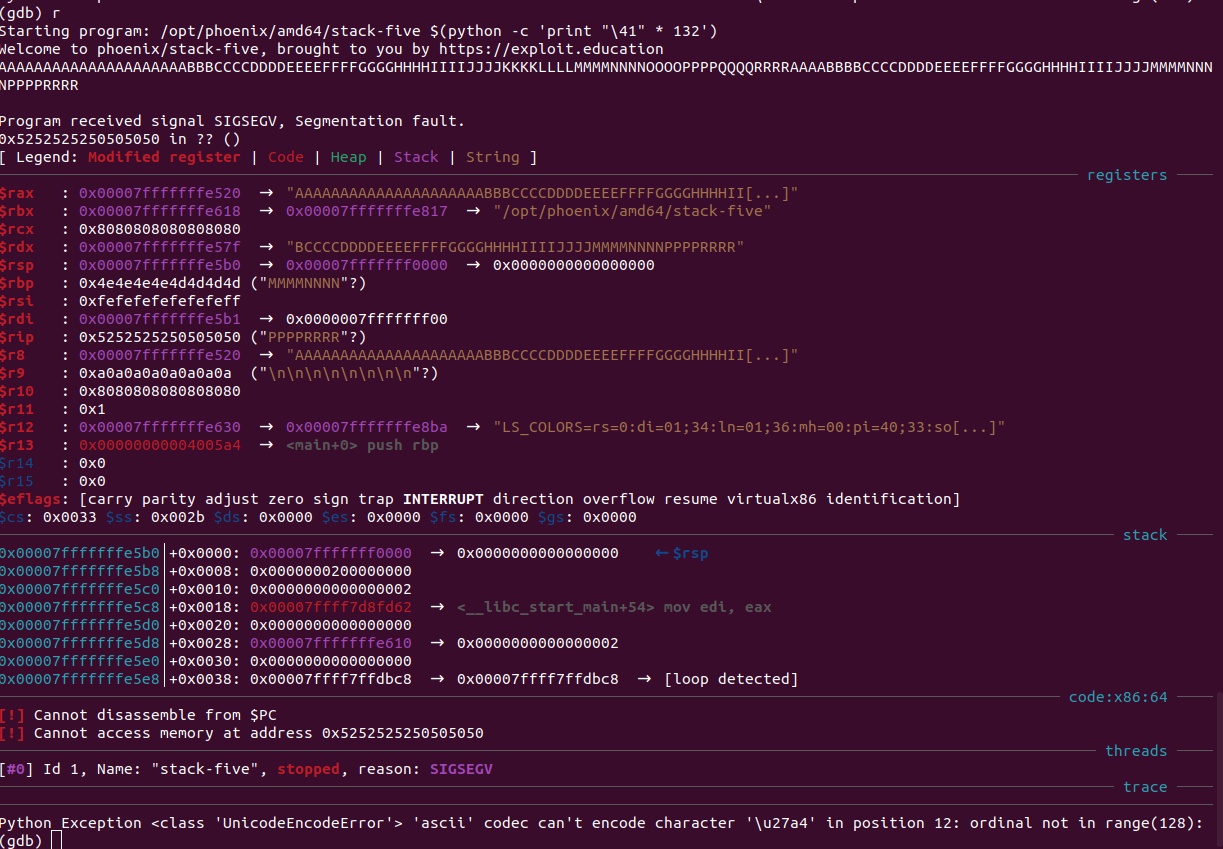 (gdb) r
Starting program: /opt/phoenix/amd64/stack-five $(python -c 'print "\41" * 132')
Welcome to phoenix/stack-five, brought to you by https://exploit.education
AAAAAAAAAAAAAAAAAAAAABBBCCCCDDDDEEEEFFFFGGGGHHHHIIIIJJJJKKKKLLLLMMMMNNNNOOOOPPPPQQQQRRRRAAAABBBBCCCCDDDDEEEEFFFFGGGGHHHHIIIIJJJJMMMMNNN
NPPPPRRRR
Program received signal SIGSEGV, Segmentation fault.
0x5252525250505050 in ?? ()
[ Legend: Modified register | Code | Heap | Stack | String ]
registers
$rax   : 0x00007fffffffe520  →  "AAAAAAAAAAAAAAAAAAAAABBBCCCCDDDDEEEEFFFFGGGGHHHHII[...]"
$rbx   : 0x00007fffffffe618  →  0x00007fffffffe817  →  "/opt/phoenix/amd64/stack-five"
$rcx   : 0x8080808080808080
$rdx   : 0x00007fffffffe57f  →  "BCCCCDDDDEEEEFFFFGGGGHHHHIIIIJJJJMMMMNNNNPPPPRRRR"
$rsp   : 0x00007fffffffe5b0  →  0x00007fffffff0000  →  0x0000000000000000
$rbp   : 0x4e4e4e4e4d4d4d4d ("MMMMNNNN"?)
$rsi   : 0xfefefefefefefeff
$rdi   : 0x00007fffffffe5b1  →  0x0000007fffffff00
$rip   : 0x5252525250505050 ("PPPPRRRR"?)
$r8    : 0x00007fffffffe520  →  "AAAAAAAAAAAAAAAAAAAAABBBCCCCDDDDEEEEFFFFGGGGHHHHII[...]"
$r9    : 0xa0a0a0a0a0a0a0a  ("\n\n\n\n\n\n\n\n"?)
$r10   : 0x8080808080808080
$r11   : 0x1
$r12   : 0x00007fffffffe630  →  0x00007fffffffe8ba  →  "LS_COLORS=rs=0:di=01;34:ln=01;36:mh=00:pi=40;33:so[...]"
$r13   : 0x00000000004005a4  →  <main+0> push rbp
$r14   : 0x0
$r15   : 0x0
$eflags: [carry parity adjust zero sign trap INTERRUPT direction overflow resume virtualx86 identification]
$cs: 0x0033 $ss: 0x002b $ds: 0x0000 $es: 0x0000 $fs: 0x0000 $gs: 0x0000
stack
0x00007fffffffe5b0│+0x0000: 0x00007fffffff0000  →  0x0000000000000000    ←$rsp
0x00007fffffffe5b8│+0x0008: 0x0000000200000000
0x00007fffffffe5c0│+0x0010: 0x0000000000000002
0x00007fffffffe5c8│+0x0018: 0x00007ffff7d8fd62  →  <__libc_start_main+54> mov edi, eax
0x00007fffffffe5d0│+0x0020: 0x0000000000000000
0x00007fffffffe5d8│+0x0028: 0x00007fffffffe610  →  0x0000000000000002
0x00007fffffffe5e0│+0x0030: 0x0000000000000000
0x00007fffffffe5e8│+0x0038: 0x00007ffff7ffdbc8  →  0x00007ffff7ffdbc8  →  [loop detected]
code:x86:64
[!] Cannot disassemble from $PC
[!] Cannot access memory at address 0x5252525250505050
threads
[#0] Id 1, Name: "stack-five", stopped, reason: SIGSEGV
trace
Python Exception <class 'UnicodeEncodeError'> 'ascii' codec can't encode character '\u27a4' in position 12: ordinal not in range(128):
(gdb)